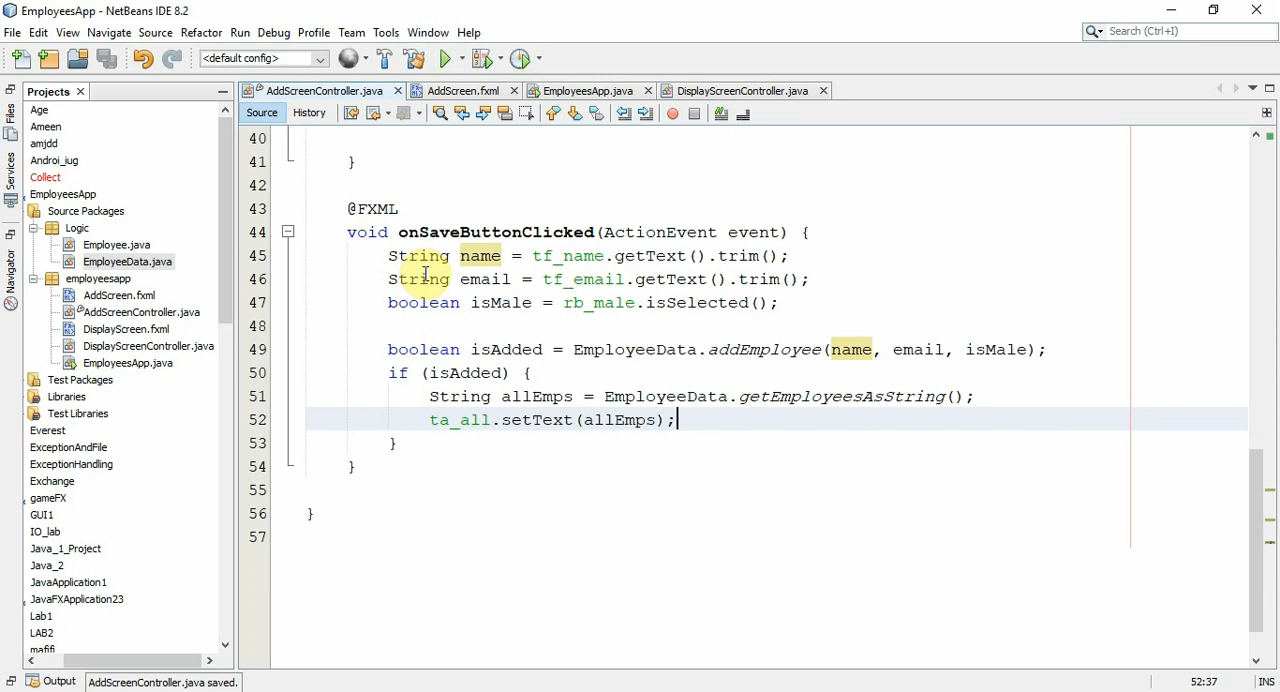 EmployeesApp - NetBeans IDE 8.2
File Edit View Navigate Source Refactor Run Debug Profile Team Tools Window Help
Search (Ctrl+I)
<default config>
Projects
AddScreenController.java AddScreen.fxml EmployeesApp.java DisplayScreenController.java
Source History
Files
Services
Navigator
Age
Ameen
amjdd
Androi_iug
Collect
EmployeesApp
Source Packages
Logic
Employee.java
EmployeeData.java
employeesapp
AddScreen.fxml
AddScreenController.java
DisplayScreen.fxml
DisplayScreenController.java
EmployeesApp.java
Test Packages
Libraries
Test Libraries
Everest
ExceptionAndFile
ExceptionHandling
Exchange
gameFX
GUI1
IO_lab
Java_1_Project
Java_2
JavaApplication1
JavaFXApplication23
Lab1
LAB2
mafifi
40
41 }
42
43 @FXML
44 void onSaveButtonClicked(ActionEvent event) {
45 String name = tf_name.getText().trim();
46 String email = tf_email.getText().trim();
47 boolean isMale = rb_male.isSelected();
48
49 boolean isAdded = EmployeeData.addEmployee(name, email, isMale);
50 if (isAdded) {
51 String allEmps = EmployeeData.getEmployeesAsString();
52 ta_all.setText(allEmps);
53 }
54 }
55
56 }
57
Output
AddScreenController.java saved.
52:37
INS